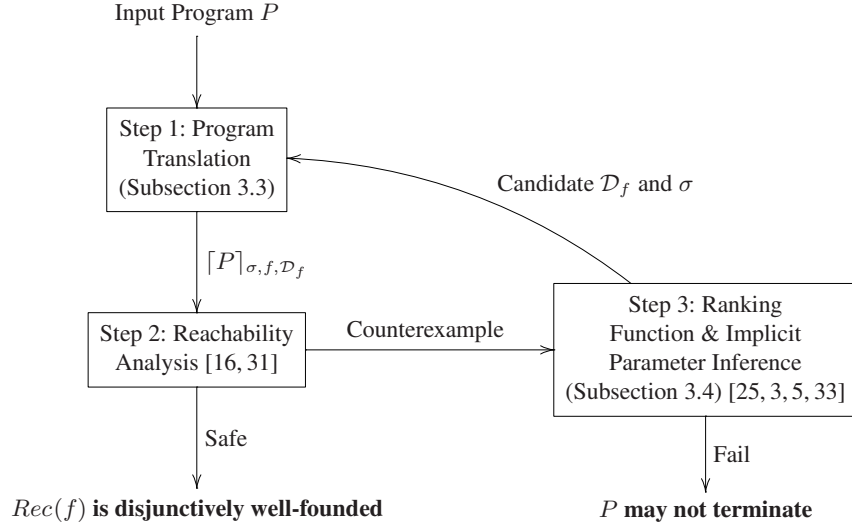 Input Program P
Step 1: Program
Translation
(Subsection 3.3)
Candidate 𝒟_f and σ
⌈P⌉_{σ,f,𝒟_f}
Step 2: Reachability
Analysis [16, 31]
Counterexample
Step 3: Ranking
Function & Implicit
Parameter Inference
(Subsection 3.4) [25, 3, 5, 33]
Safe
Fail
Rec(f) is disjunctively well-founded
P may not terminate